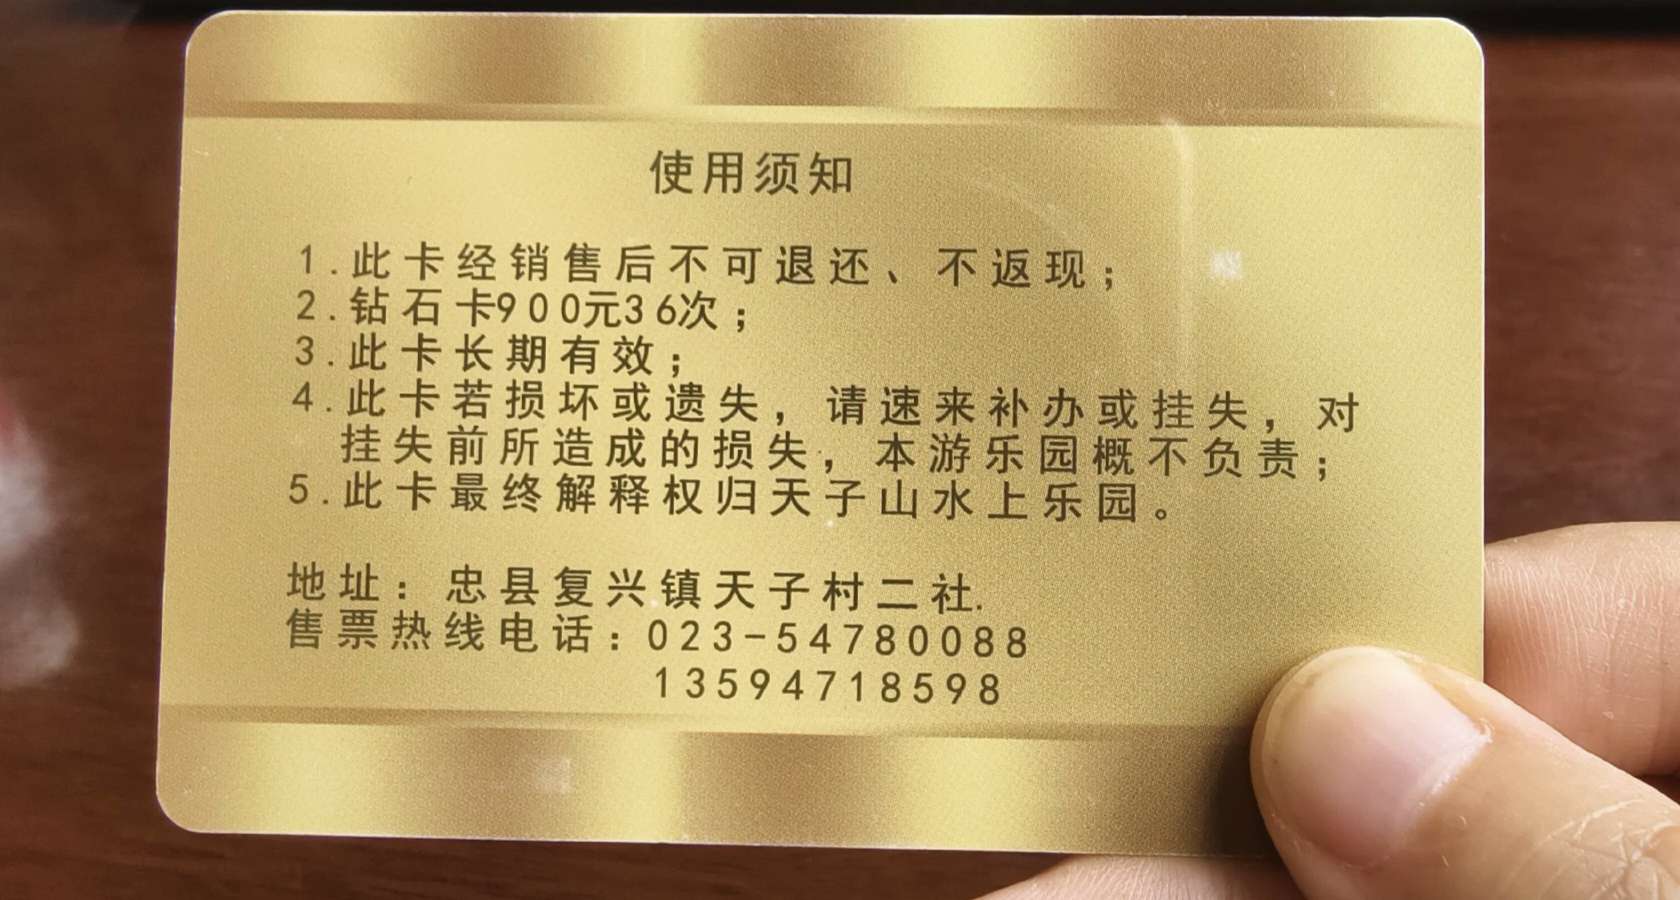 使用须知
1.此卡经销售后不可退还、不返现；
2.钻石卡900元36次；
3.此卡长期有效；
4.此卡若损坏或遗失，请速来补办或挂失，对
挂失前所造成的损失，本游乐园概不负责；
5.此卡最终解释权归天子山水上乐园。
地址：忠县复兴镇天子村二社.
售票热线电话：023-54780088
13594718598